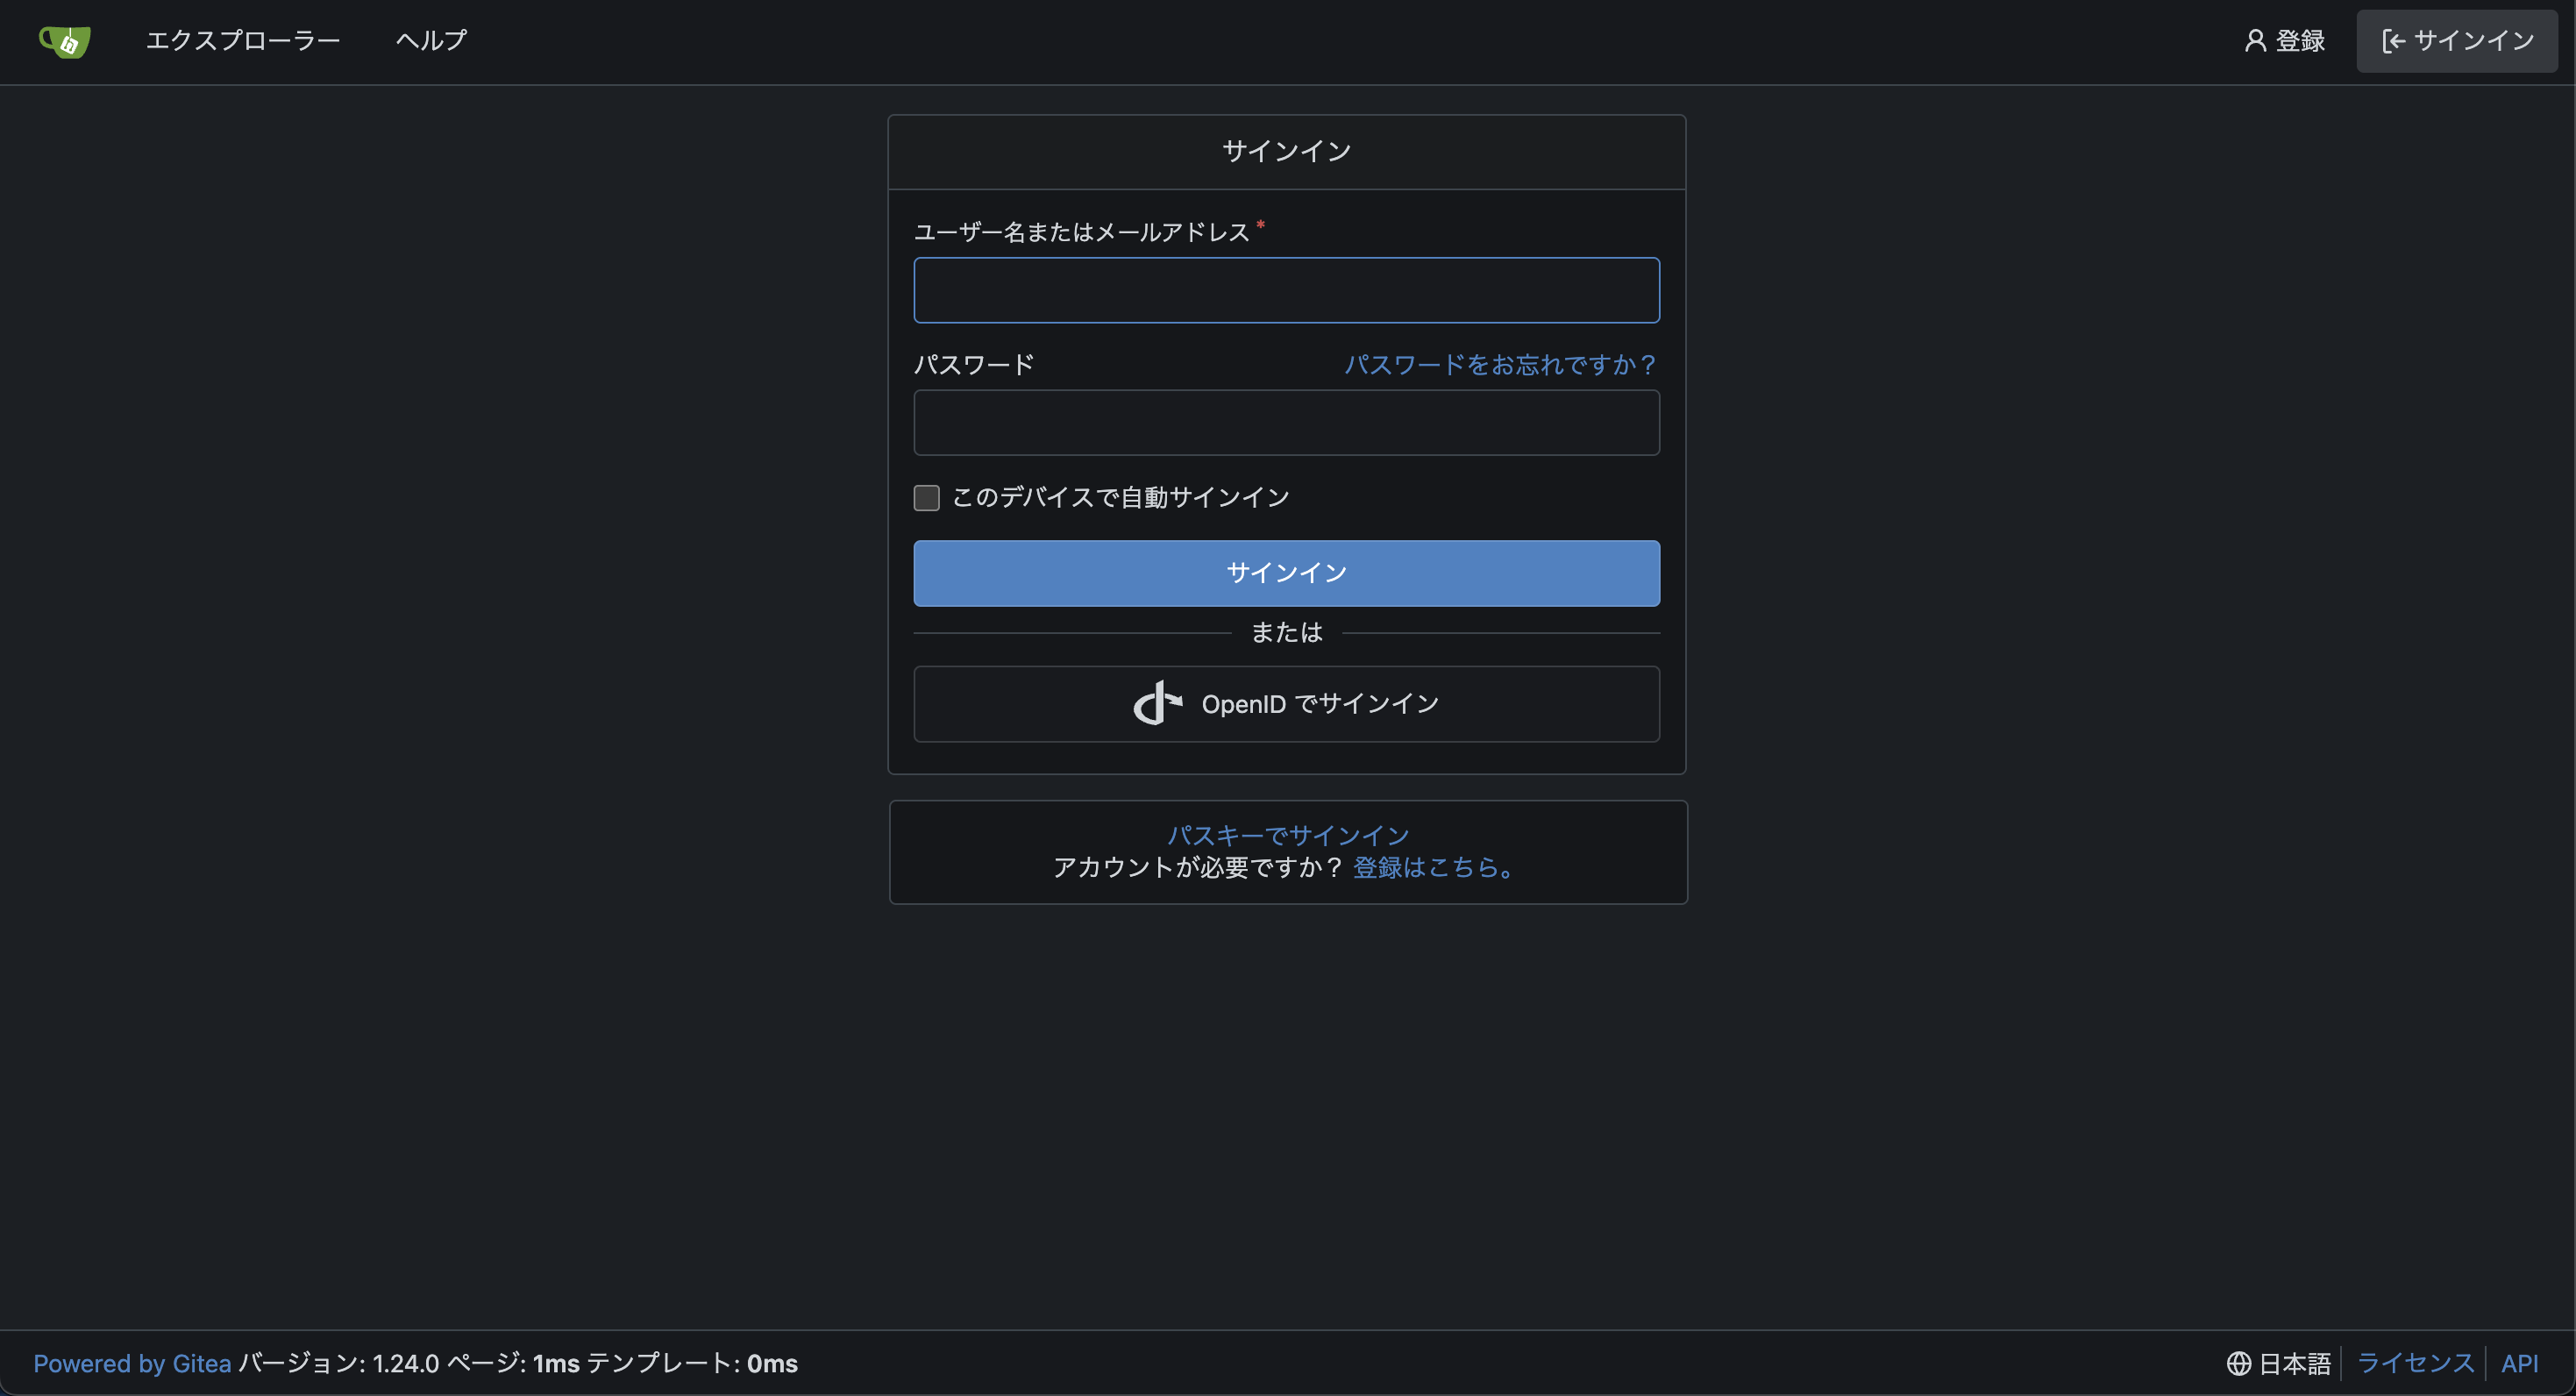 エクスプローラー ヘルプ 登録 サインイン
サインイン
ユーザー名またはメールアドレス *
パスワード パスワードをお忘れですか？
このデバイスで自動サインイン
サインイン
または
OpenID でサインイン
パスキーでサインイン
アカウントが必要ですか？ 登録はこちら。
Powered by Gitea バージョン: 1.24.0 ページ: 1ms テンプレート: 0ms 日本語 ライセンス API